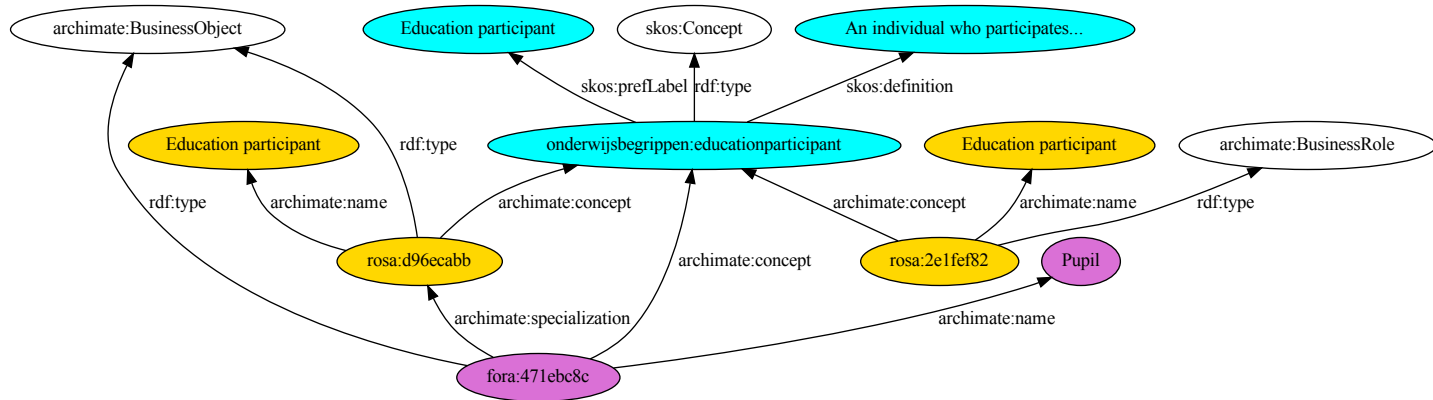 archimate:BusinessObject
Education participant
skos:Concept
An individual who participates...
skos:prefLabel
rdf:type
skos:definition
Education participant
rdf:type
onderwijsbegrippen:educationparticipant
Education participant
archimate:BusinessRole
rdf:type
archimate:name
archimate:concept
archimate:concept
archimate:name
rdf:type
rosa:d96ecabb
archimate:concept
rosa:2e1fef82
Pupil
archimate:specialization
archimate:name
fora:471ebc8c